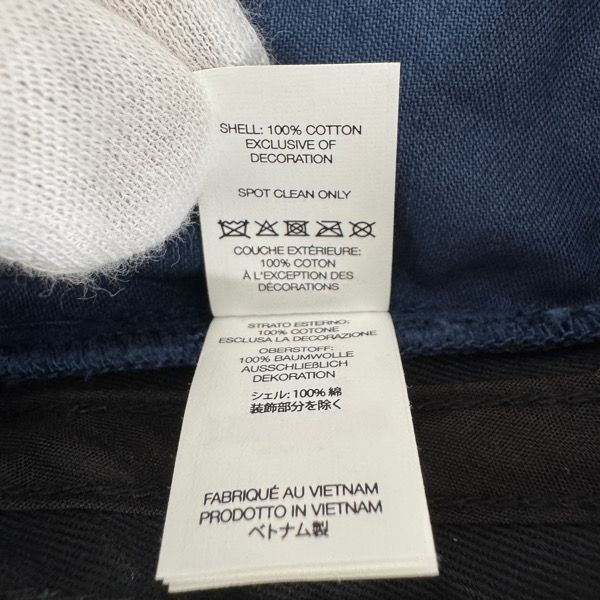 SHELL: 100% COTTON
EXCLUSIVE OF
DECORATION
SPOT CLEAN ONLY
COUCHE EXTÉRIEURE:
100% COTON
À L'EXCEPTION DES
DÉCORATIONS
STRATO ESTERNO:
100% COTONE
ESCLUSA LA DECORAZIONE
OBERSTOFF:
100% BAUMWOLLE
AUSSCHLIEẞLICH
DEKORATION
シェル: 100% 綿
装飾部分を除く
FABRIQUÉ AU VIETNAM
PRODOTTO IN VIETNAM
ベトナム製